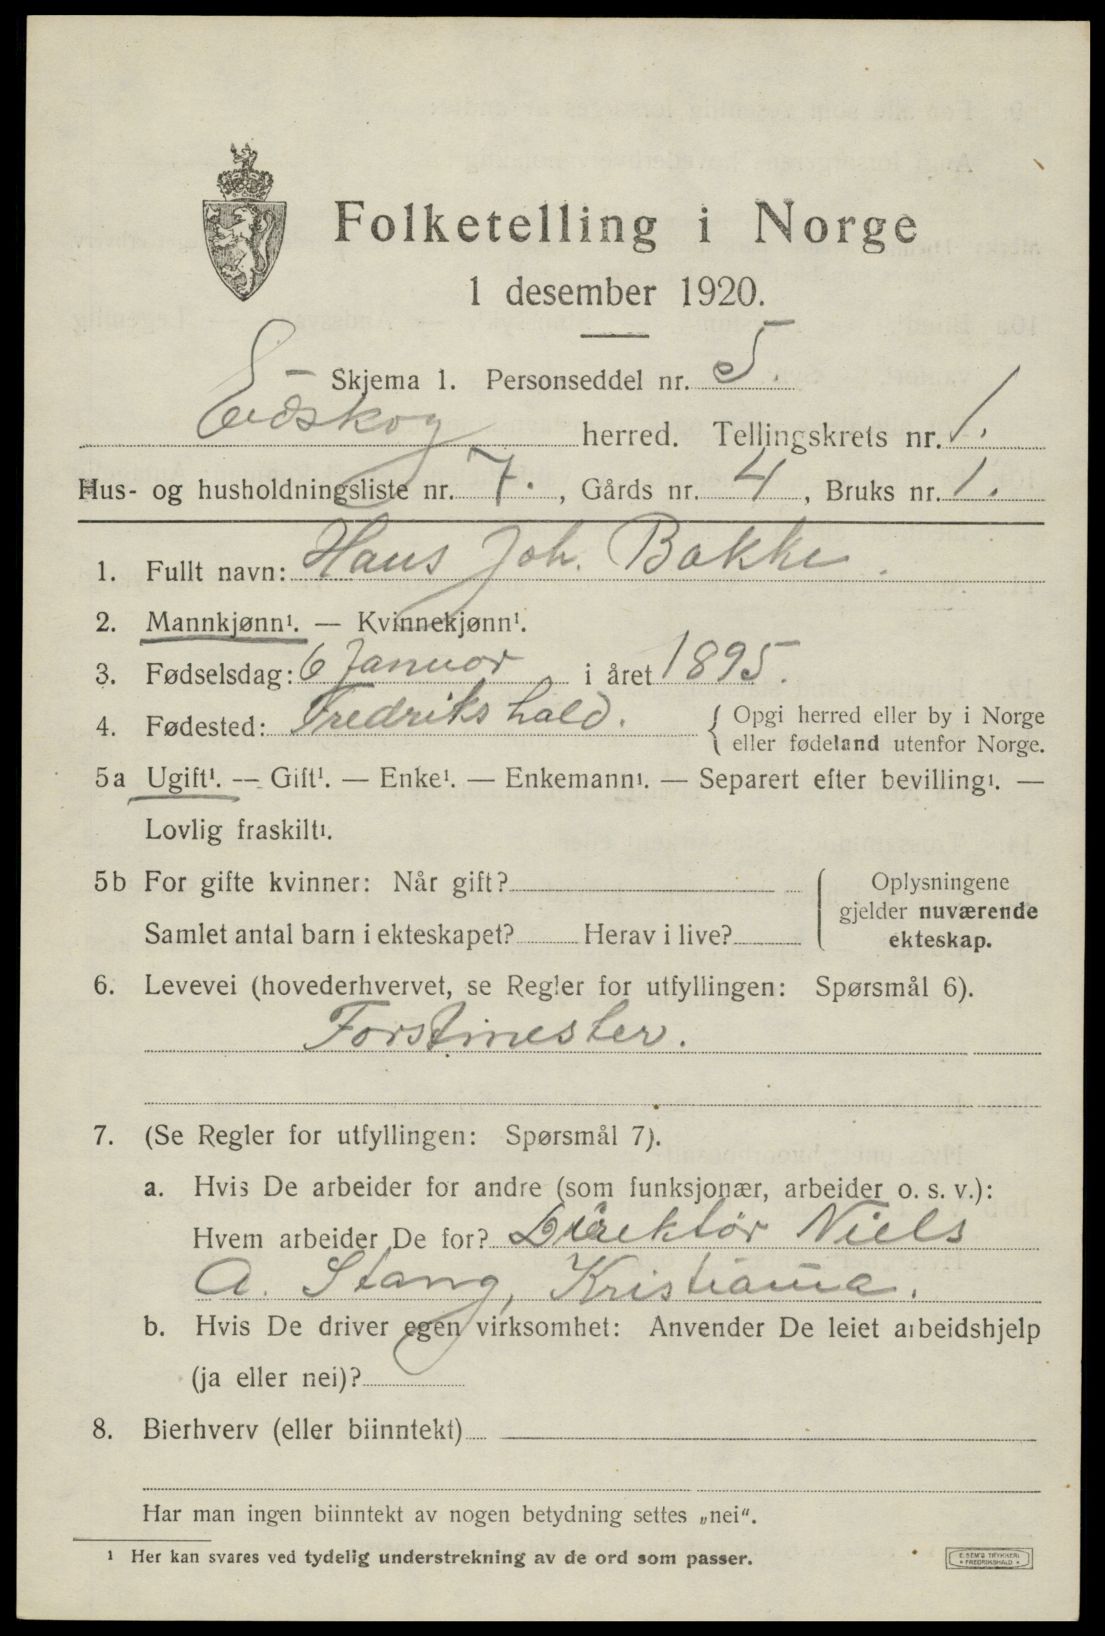 Folketelling i Norge
1 desember 1920.
Skjema 1. Personseddel nr. 5.
Eidskog herred. Tellingskrets nr. 1.
Hus- og husholdningsliste nr. 7. , Gårds nr. 4 , Bruks nr. 1.
1. Fullt navn: Hans Joh. Bakke.
2. Mannkjønn¹. — Kvinnekjønn¹.
3. Fødselsdag: 6 Januar i året 1895.
4. Fødested: Fredrikshald. { Opgi herred eller by i Norge
eller fødeland utenfor Norge.
5a Ugift¹. — Gift¹. — Enke¹. — Enkemann¹. — Separert efter bevilling¹. —
Lovlig fraskilt¹.
5b For gifte kvinner: Når gift?
Samlet antal barn i ekteskapet? Herav i live?
{ Oplysningene
gjelder nuværende
ekteskap.
6. Levevei (hovederhvervet, se Regler for utfyllingen: Spørsmål 6).
Forstmester.
7. (Se Regler for utfyllingen: Spørsmål 7).
a. Hvis De arbeider for andre (som funksjonær, arbeider o. s. v.):
Hvem arbeider De for? Direktør Niels
A. Stang, Kristiania.
b. Hvis De driver egen virksomhet: Anvender De leiet arbeidshjelp
(ja eller nei)?
8. Bierhverv (eller biinntekt)
Har man ingen biinntekt av nogen betydning settes „nei".
¹ Her kan svares ved tydelig understrekning av de ord som passer.
E. SEM'S TRYKKERI
• FREDRIKSHALD •